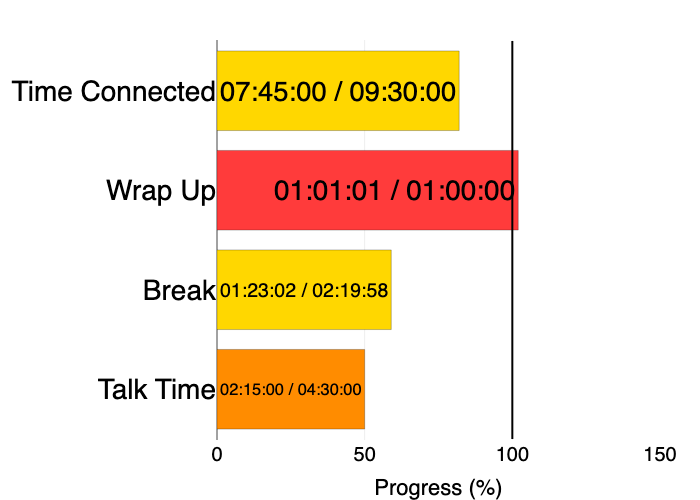 Time Connected 07:45:00 / 09:30:00
Wrap Up 01:01:01 / 01:00:00
Break 01:23:02 / 02:19:58
Talk Time 02:15:00 / 04:30:00
0 50 100 150
Progress (%)